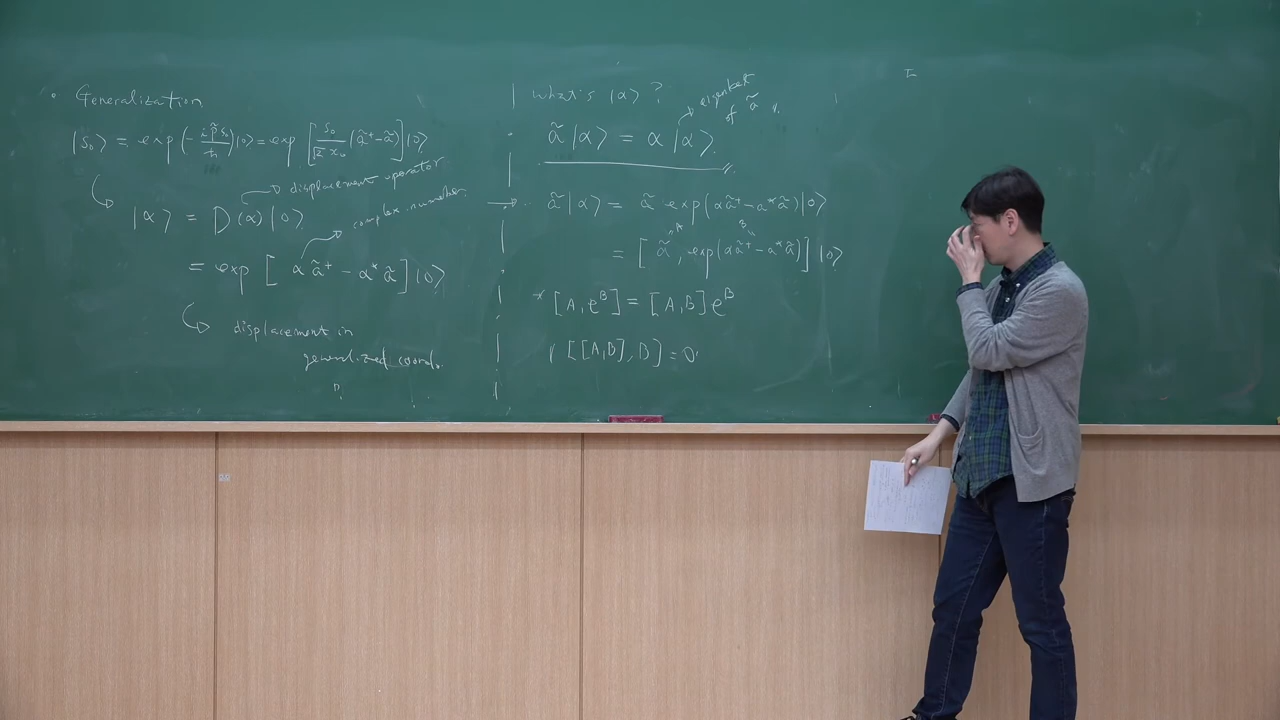 • Generalization
|s₀⟩ = exp(-ip̃s₀/ħ)|0⟩ = exp[s₀/(√2 x₀)(ã⁺-ã)]|0⟩
displacement operator
|α⟩ = D(α)|0⟩
complex number
= exp[αã⁺ - α*ã]|0⟩
displacement in
generalized coords.
what's |α⟩ ?
eigenket
of ã
ã|α⟩ = α|α⟩.
→ ã|α⟩ = ã exp(αã⁺-α*ã)|0⟩
A B
= [ã, exp(αã⁺-α*ã)]|0⟩
* [A, e^B] = [A,B]e^B
[[A,B],B] = 0